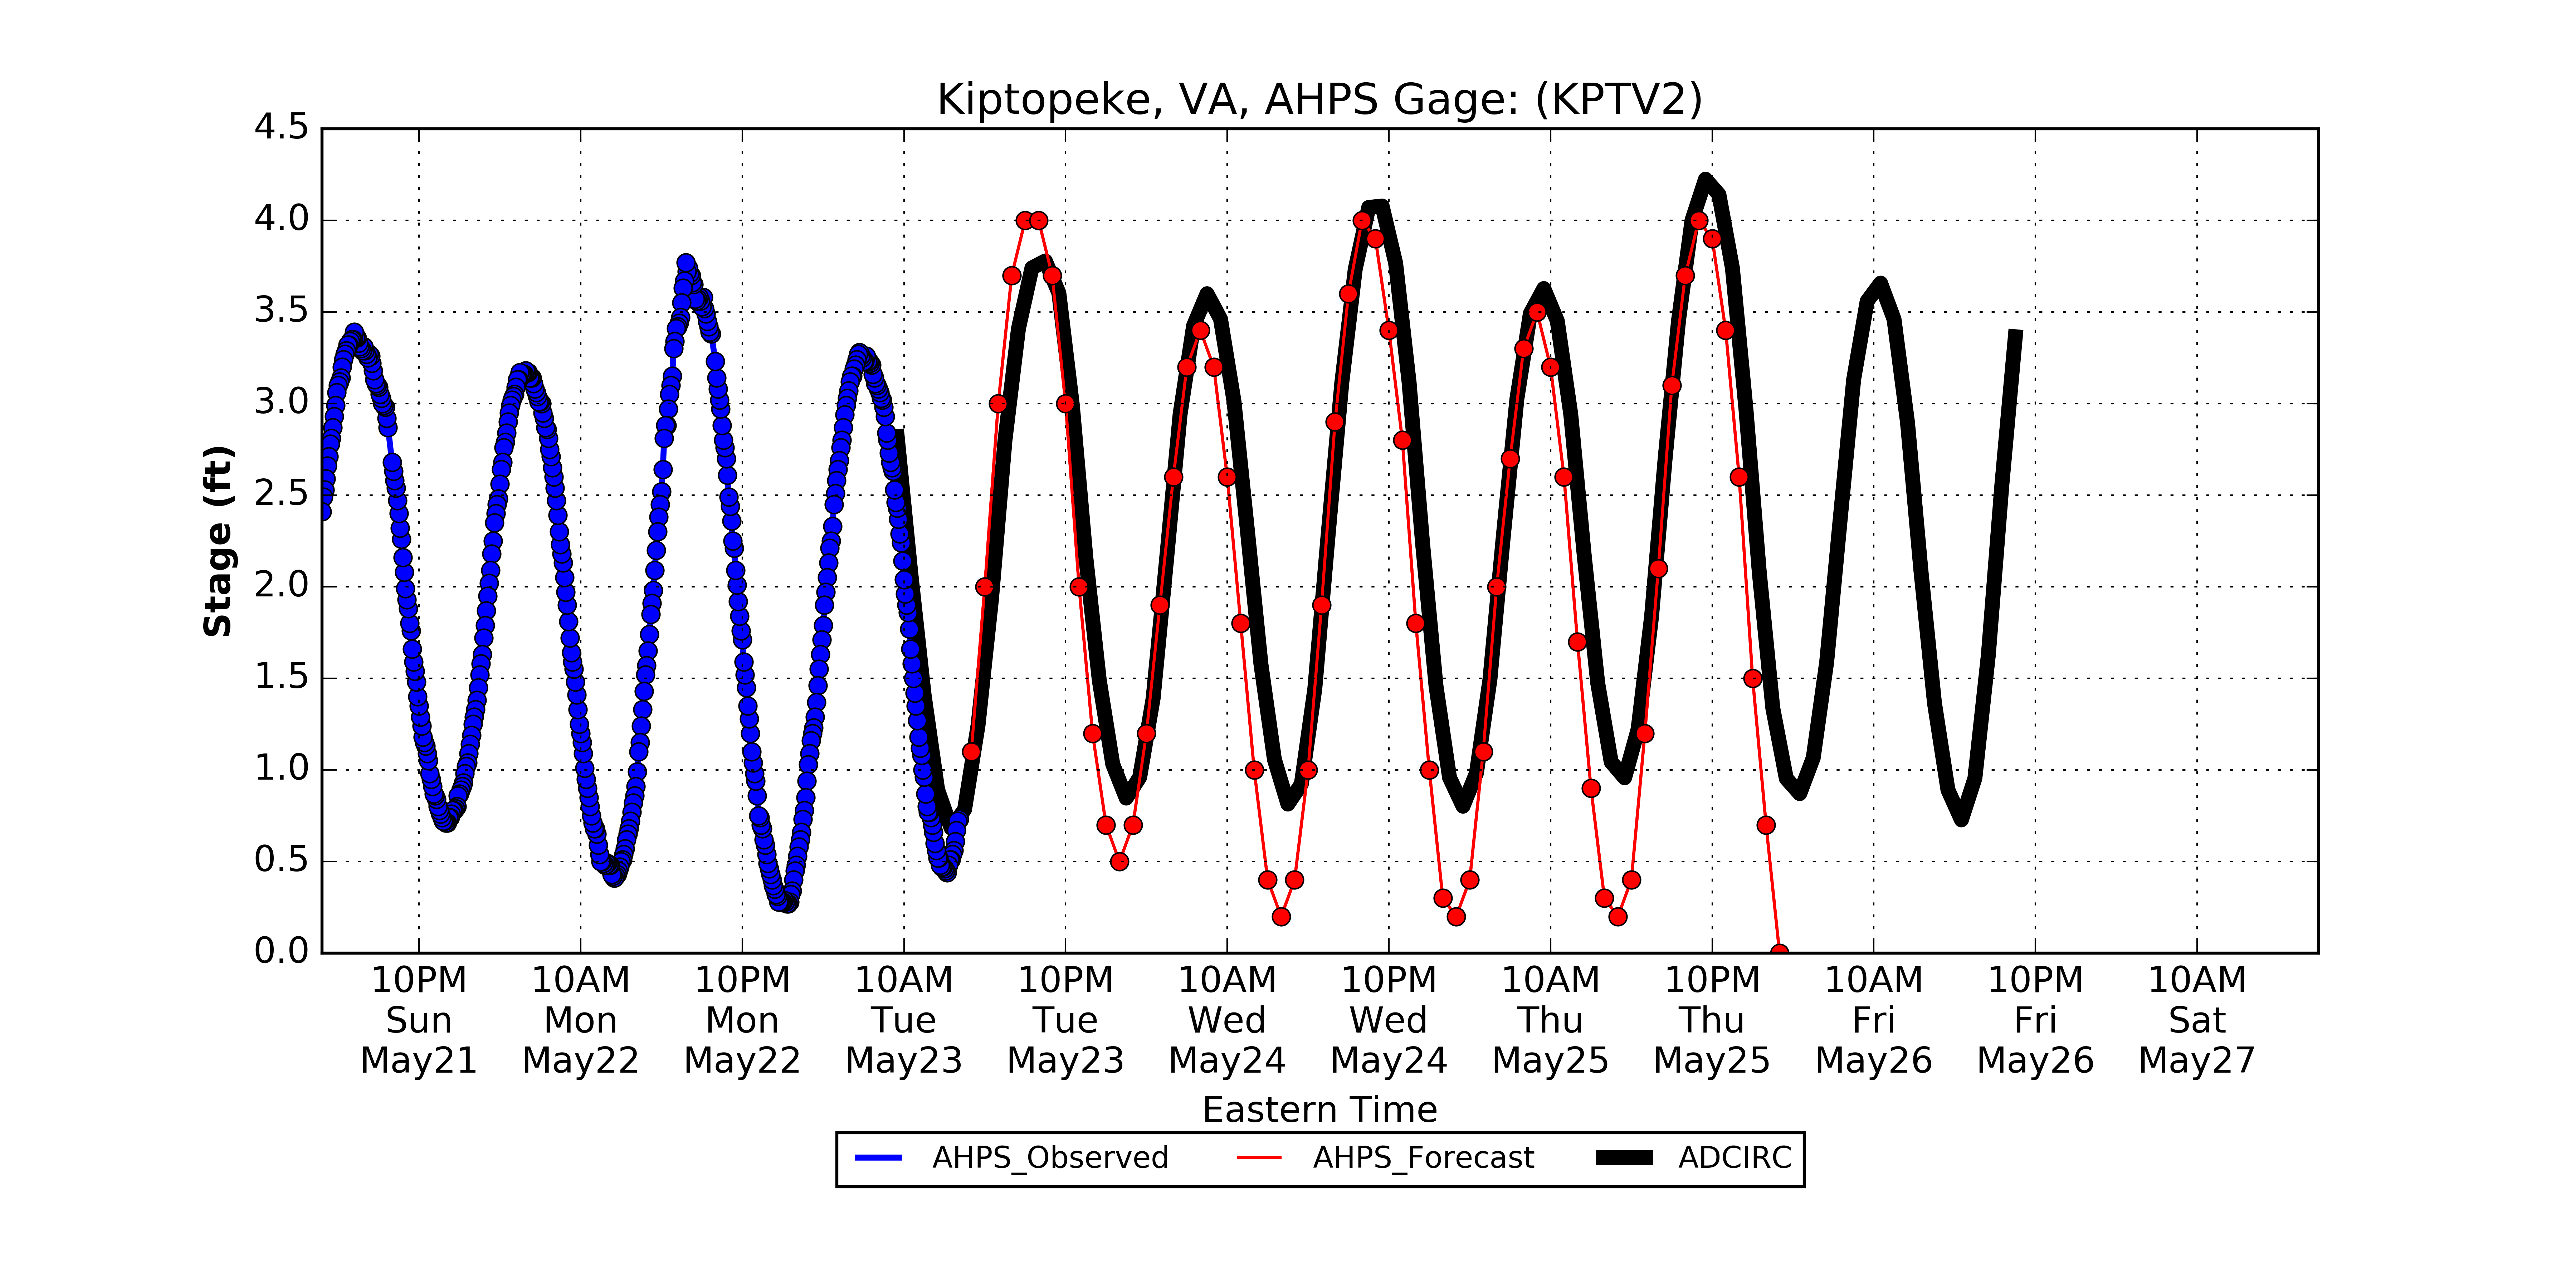 Kiptopeke, VA, AHPS Gage: (KPTV2)
4.5
4.0
3.5
3.0
2.5
2.0
1.5
1.0
0.5
0.0
Stage (ft)
10PM 10AM 10PM 10AM 10PM 10AM 10PM 10AM 10PM 10AM 10PM 10AM
Sun Mon Mon Tue Tue Wed Wed Thu Thu Fri Fri Sat
May21 May22 May22 May23 May23 May24 May24 May25 May25 May26 May26 May27
Eastern Time
AHPS_Observed AHPS_Forecast ADCIRC